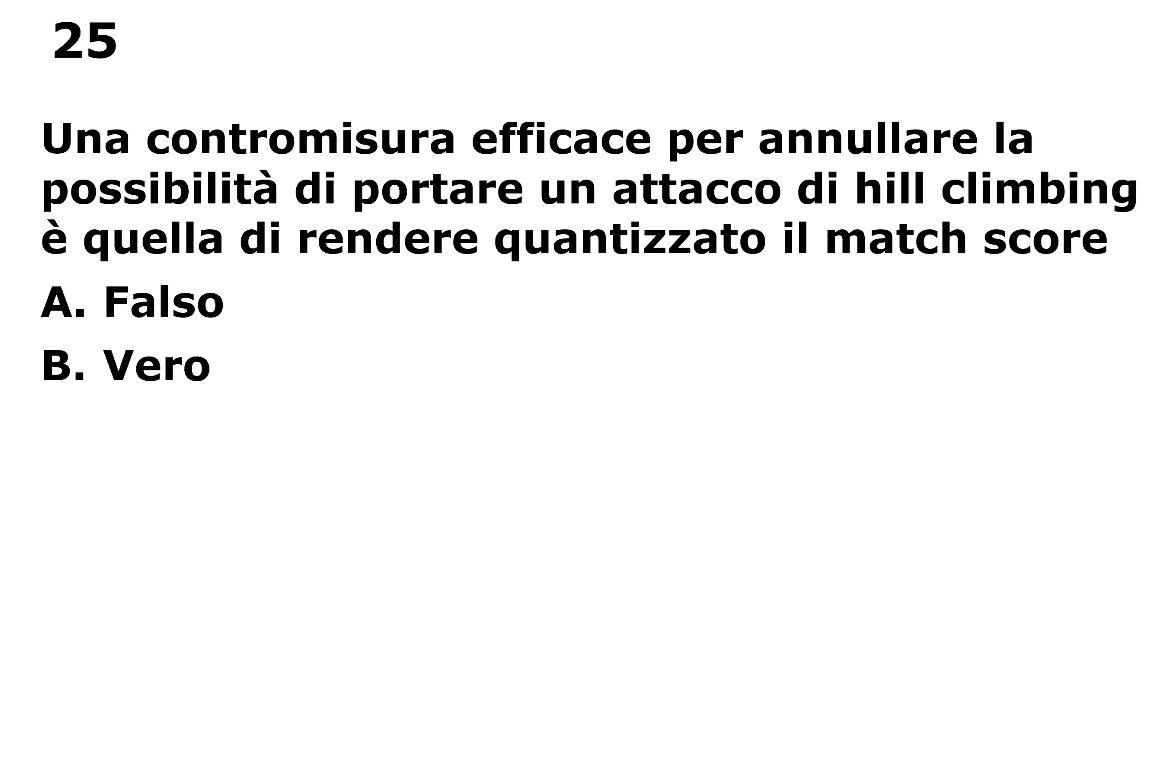 25
Una contromisura efficace per annullare la
possibilità di portare un attacco di hill climbing
è quella di rendere quantizzato il match score
A. Falso
B. Vero